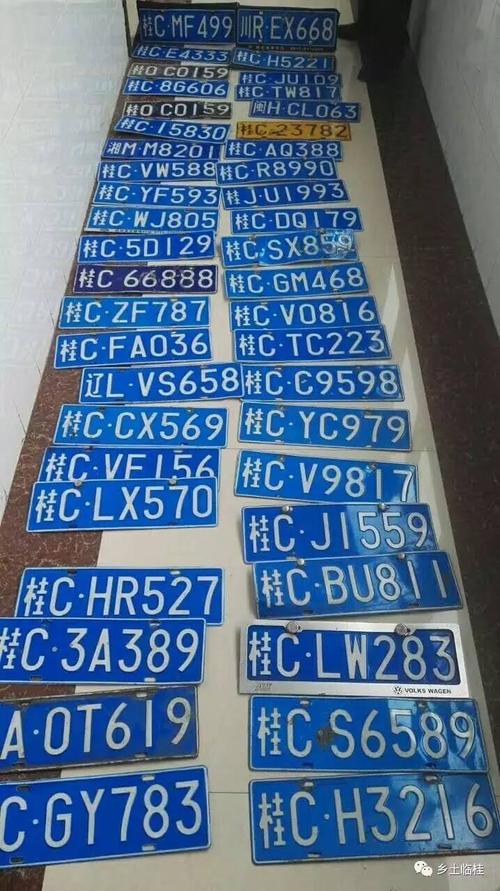 桂C·MF499 川R·EX668
桂C·E4333 桂C·H5221
桂O·C0159 桂C·JU109
桂C·8G606 桂C·TW817
桂O·C0159 闽H·CL063
桂C·15830 桂C·23782
湘M·M8201 桂C·AQ388
桂C·VW588 桂C·R8990
桂C·YF593 桂J·U1993
桂C·WJ805 桂C·DQ179
桂C·5D129 桂C·SX859
桂C·66888 桂C·GM468
桂C·ZF787 桂C·V0816
桂C·FA036 桂C·TC223
辽L·VS658 桂C·C9598
桂C·CX569 桂C·YC979
桂C·VF156 桂C·V9817
桂C·LX570 桂C·J1559
桂C·HR527 桂C·BU811
桂C·3A389 桂C·LW283
VOLKS WAGEN
A·0T619 桂C·S6589
C·GY783 桂C·H3216
乡土临桂